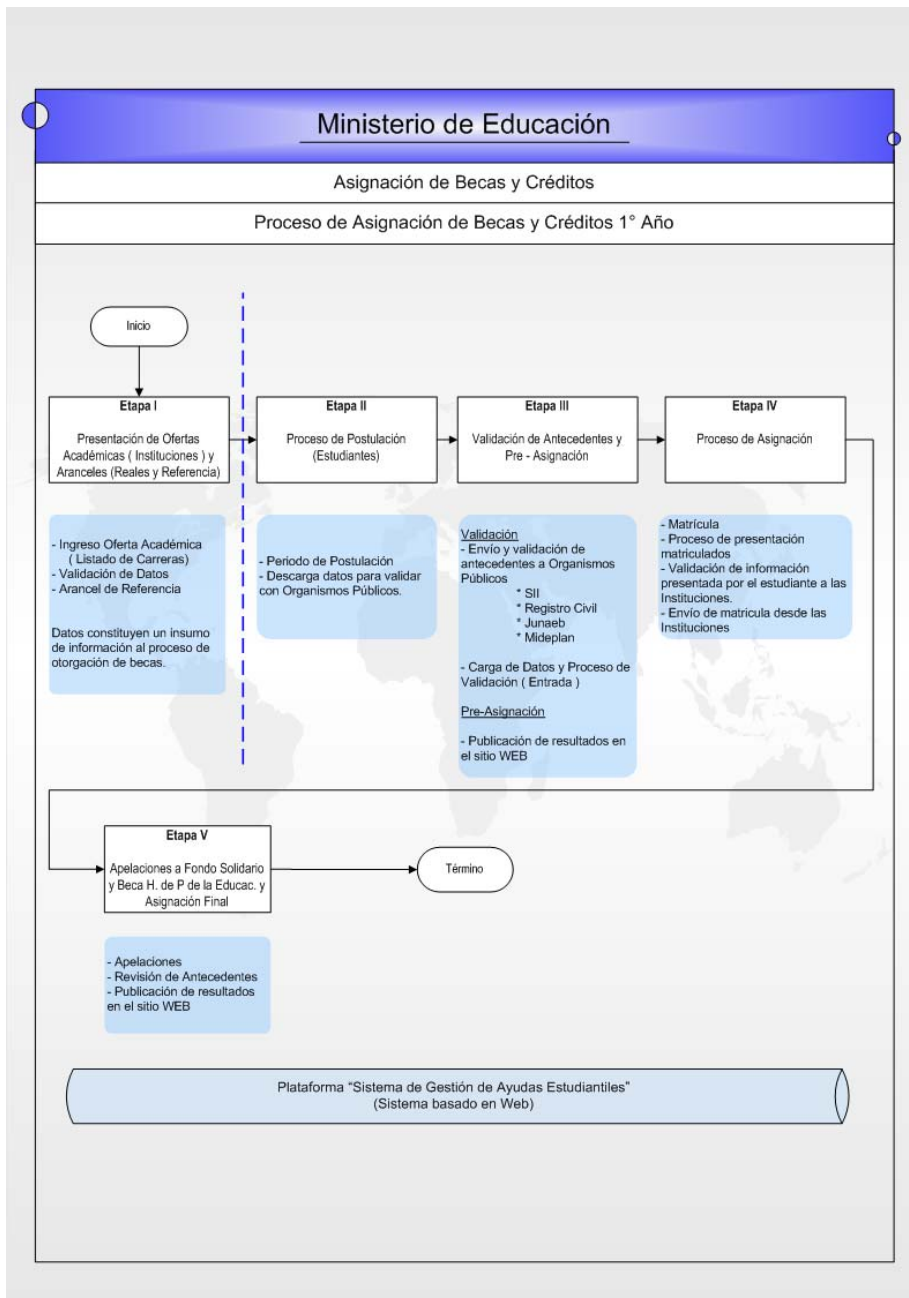 Ministerio de Educación
Asignación de Becas y Créditos
Proceso de Asignación de Becas y Créditos 1° Año
Inicio
Etapa I
Presentación de Ofertas
Académicas ( Instituciones ) y
Aranceles (Reales y Referencia)
Etapa II
Proceso de Postulación
(Estudiantes)
Etapa III
Validación de Antecedentes y
Pre - Asignación
Etapa IV
Proceso de Asignación
- Ingreso Oferta Académica
( Listado de Carreras)
- Validación de Datos
- Arancel de Referencia
Datos constituyen un insumo
de información al proceso de
otorgación de becas.
- Periodo de Postulación
- Descarga datos para validar
con Organismos Públicos.
Validación
- Envío y validación de
antecedentes a Organismos
Públicos
* SII
* Registro Civil
* Junaeb
* Mideplan
- Carga de Datos y Proceso de
Validación ( Entrada )
Pre-Asignación
- Publicación de resultados en
el sitio WEB
- Matrícula
- Proceso de presentación
matriculados
- Validación de información
presentada por el estudiante a las
Instituciones.
- Envío de matricula desde las
Instituciones
Etapa V
Apelaciones a Fondo Solidario
y Beca H. de P de la Educac. y
Asignación Final
Término
- Apelaciones
- Revisión de Antecedentes
- Publicación de resultados
en el sitio WEB
Plataforma “Sistema de Gestión de Ayudas Estudiantiles”
(Sistema basado en Web)